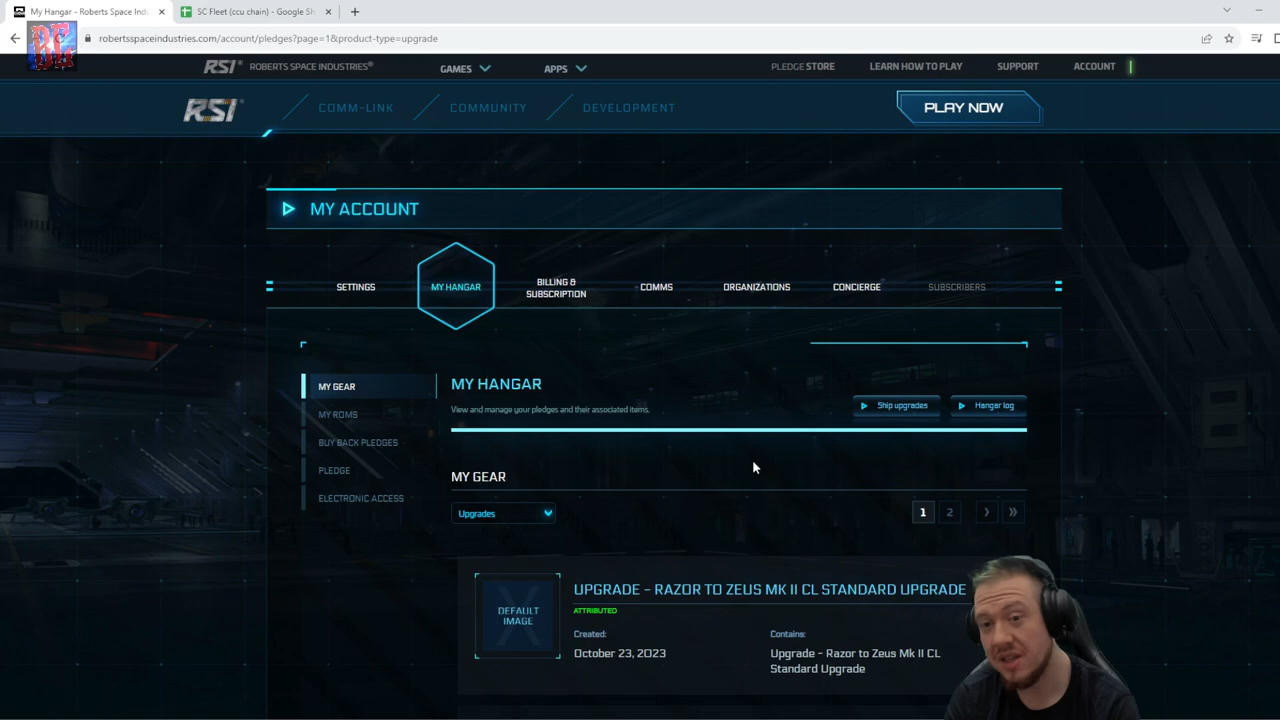 My Hangar - Roberts Space Ind
SC Fleet (ccu chain) - Google Sh
BE
robertsspaceindustries.com/account/pledges?page=1&product-type=upgrade
RSI ROBERTS SPACE INDUSTRIES®
GAMES
APPS
PLEDGE STORE
LEARN HOW TO PLAY
SUPPORT
ACCOUNT
RSI
COMM-LINK
COMMUNITY
DEVELOPMENT
PLAY NOW
MY ACCOUNT
SETTINGS
MY HANGAR
BILLING &
SUBSCRIPTION
COMMS
ORGANIZATIONS
CONCIERGE
SUBSCRIBERS
MY GEAR
MY ROMS
BUY BACK PLEDGES
PLEDGE
ELECTRONIC ACCESS
MY HANGAR
View and manage your pledges and their associated items.
Ship upgrades
Hangar log
MY GEAR
Upgrades
1
2
DEFAULT
IMAGE
UPGRADE - RAZOR TO ZEUS MK II CL STANDARD UPGRADE
ATTRIBUTED
Created:
October 23, 2023
Contains:
Upgrade - Razor to Zeus Mk II CL
Standard Upgrade